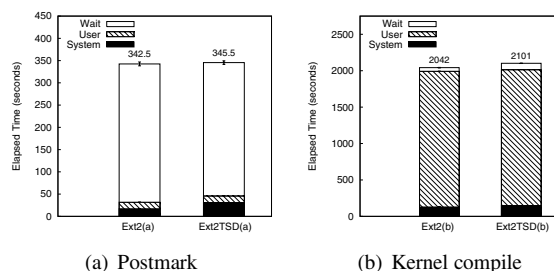 Wait
User
System
450
400
350
300
250
200
150
100
50
0
Elapsed Time (seconds)
342.5
345.5
Ext2(a)
Ext2TSD(a)
(a) Postmark
Wait
User
System
2500
2000
1500
1000
500
0
Elapsed Time (seconds)
2042
2101
Ext2(b)
Ext2TSD(b)
(b) Kernel compile